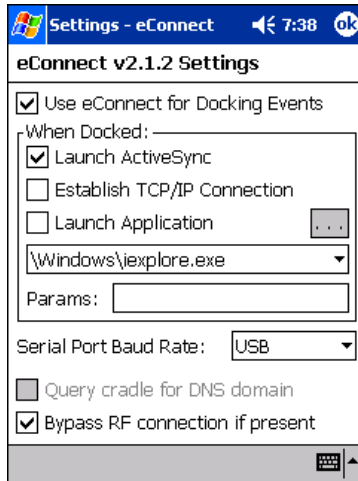 Settings - eConnect 7:38 ok
eConnect v2.1.2 Settings
Use eConnect for Docking Events
When Docked:
Launch ActiveSync
Establish TCP/IP Connection
Launch Application ...
\Windows\iexplore.exe
Params:
Serial Port Baud Rate: USB
Query cradle for DNS domain
Bypass RF connection if present